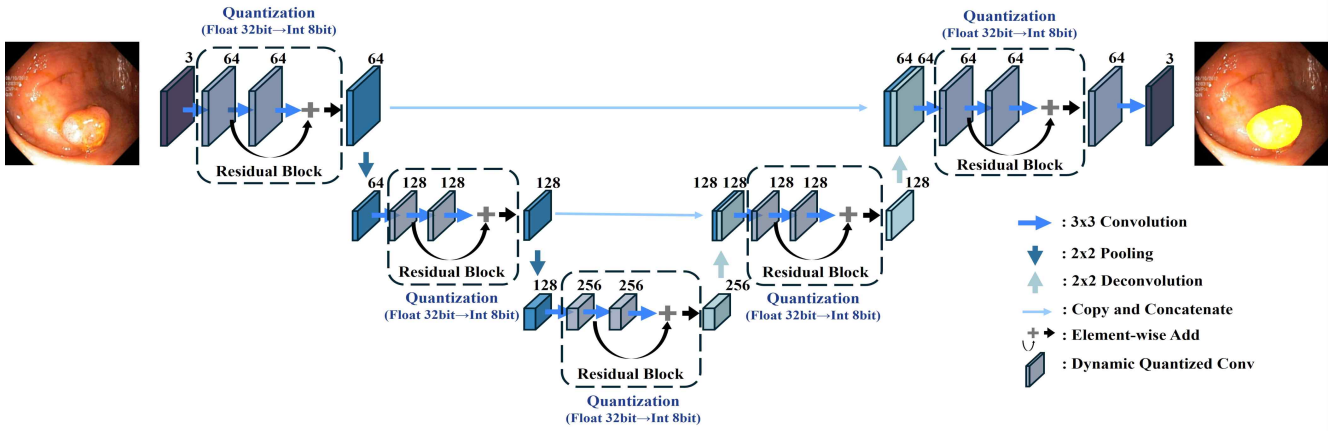 Quantization
(Float 32bit→Int 8bit)
3 64 64 64
Residual Block
64 128 128 128
Residual Block
Quantization
(Float 32bit→Int 8bit)
128 256 256 256
Residual Block
Quantization
(Float 32bit→Int 8bit)
128 128 128 128 128
Residual Block
Quantization
(Float 32bit→Int 8bit)
Quantization
(Float 32bit→Int 8bit)
64 64 64 64 64 3
Residual Block
: 3x3 Convolution
: 2x2 Pooling
: 2x2 Deconvolution
: Copy and Concatenate
: Element-wise Add
: Dynamic Quantized Conv